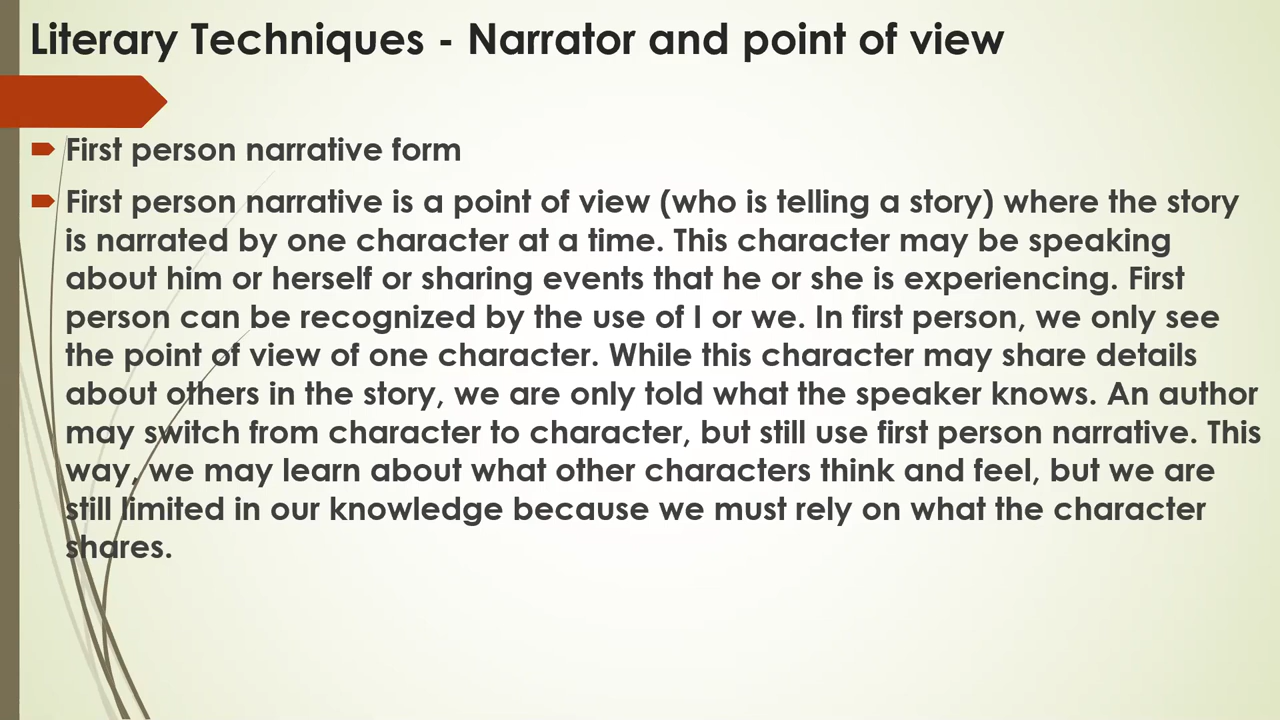 Literary Techniques - Narrator and point of view
First person narrative form
First person narrative is a point of view (who is telling a story) where the story
is narrated by one character at a time. This character may be speaking
about him or herself or sharing events that he or she is experiencing. First
person can be recognized by the use of I or we. In first person, we only see
the point of view of one character. While this character may share details
about others in the story, we are only told what the speaker knows. An author
may switch from character to character, but still use first person narrative. This
way, we may learn about what other characters think and feel, but we are
still limited in our knowledge because we must rely on what the character
shares.